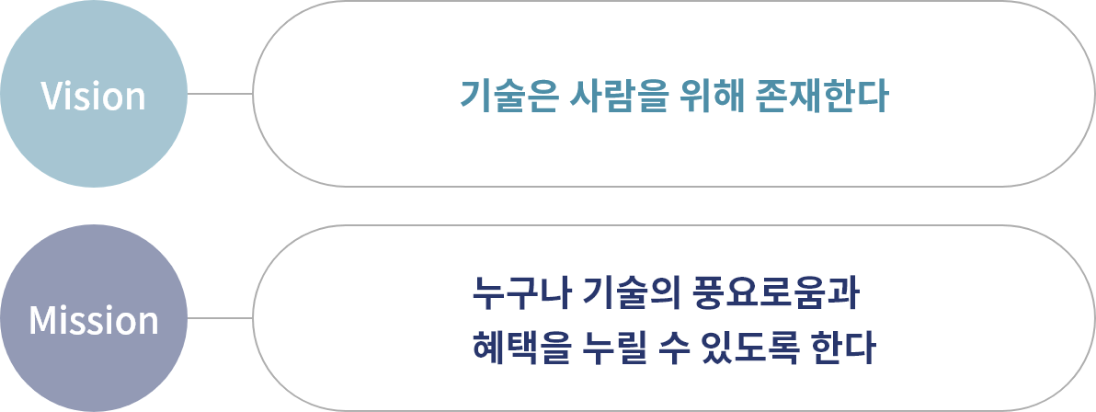 Vision
기술은 사람을 위해 존재한다
Mission
누구나 기술의 풍요로움과
혜택을 누릴 수 있도록 한다